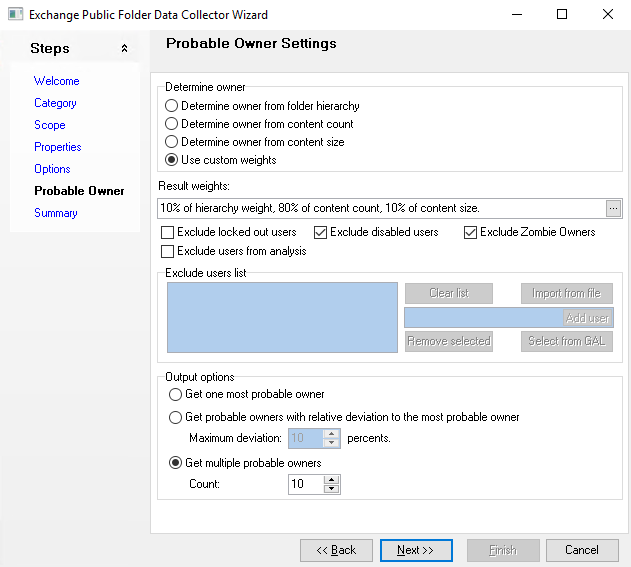 Exchange Public Folder Data Collector Wizard
Steps
Welcome
Category
Scope
Properties
Options
Probable Owner
Summary
Probable Owner Settings
Determine owner
Determine owner from folder hierarchy
Determine owner from content count
Determine owner from content size
Use custom weights
Result weights:
10% of hierarchy weight, 80% of content count, 10% of content size.
...
Exclude locked out users
Exclude disabled users
Exclude Zombie Owners
Exclude users from analysis
Exclude users list
Clear list
Import from file
Add user
Remove selected
Select from GAL
Output options
Get one most probable owner
Get probable owners with relative deviation to the most probable owner
Maximum deviation: 10 percents.
Get multiple probable owners
Count: 10
<< Back
Next >>
Finish
Cancel